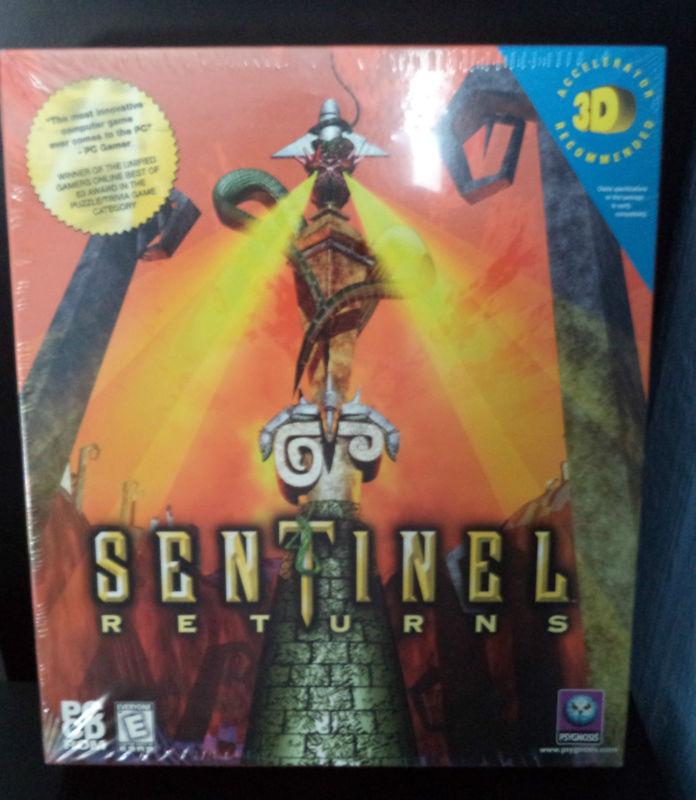 "The most innovative
computer game
ever comes to the PC"
- PC Gamer
WINNER OF THE UNIFIED
GAMERS ONLINE BEST OF
E3 AWARD IN THE
PUZZLE/TRIVIA GAME
CATEGORY
ACCELERATOR
3D
RECOMMENDED
SENTINEL
RETURNS
PC
CD
ROM
EVERYONE
E
ESRB
PSYGNOSIS
www.psygnosis.com